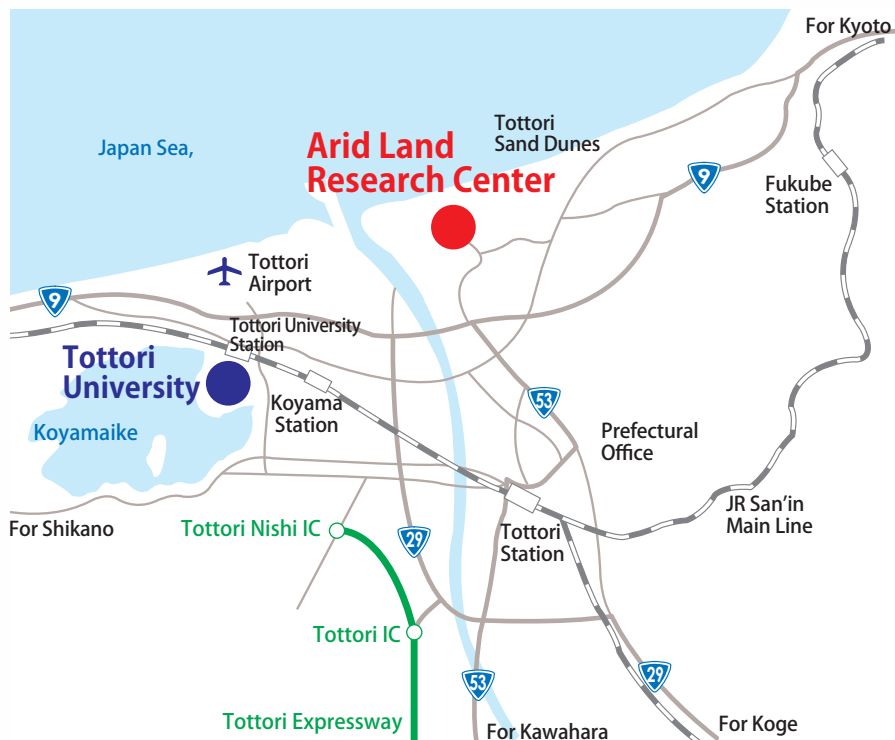 For Kyoto
Japan Sea,
Arid Land
Research Center
Tottori
Sand Dunes
9
Fukube
Station
Tottori
Airport
9
Tottori University
Station
Tottori
University
Koyama
Station
53
Koyamaike
Prefectural
Office
For Shikano
Tottori Nishi IC
29
Tottori
Station
JR San'in
Main Line
Tottori IC
53
29
Tottori Expressway
For Kawahara
For Koge